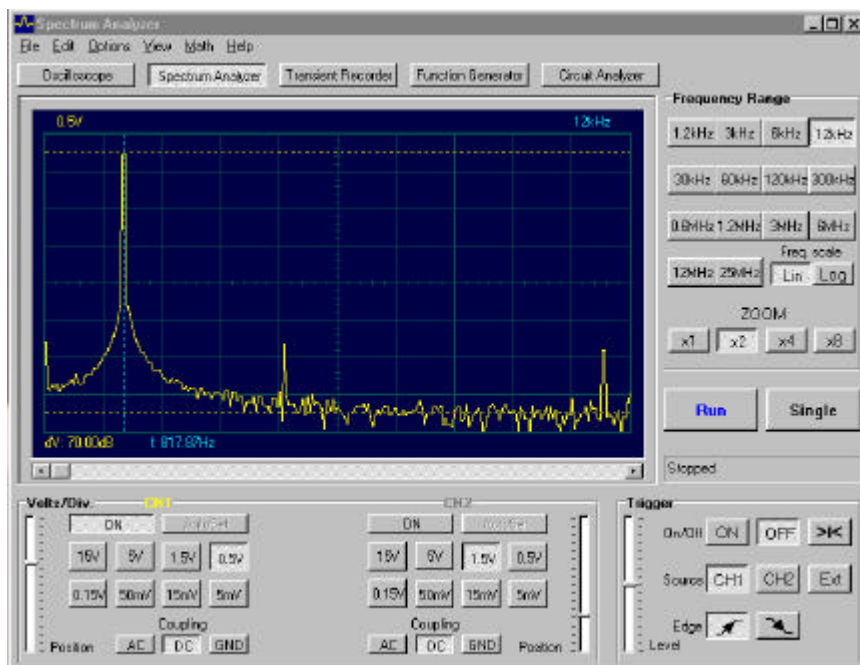 Spectrum Analyzer
File Edit Options View Math Help
Oscilloscope Spectrum Analyzer Transient Recorder Function Generator Circuit Analyzer
0.5V 12kHz
dV: 70.00dB f: 817.87Hz
Frequency Range
1.2kHz 3kHz 6kHz 12kHz
30kHz 60kHz 120kHz 300kHz
0.6MHz 1.2MHz 3MHz 6MHz
Freq. scale
12MHz 25MHz Lin Log
ZOOM
x1 x2 x4 x8
Run Single
Stopped
Volts/Div. CH1
ON AutoSet
15V 5V 1.5V 0.5V
0.15V 50mV 15mV 5mV
Coupling
Position AC DC GND
CH2
ON AutoSet
15V 5V 1.5V 0.5V
0.15V 50mV 15mV 5mV
Coupling
AC DC GND Position
Trigger
On/Off ON OFF >I<
Source CH1 CH2 Ext
Edge
Level